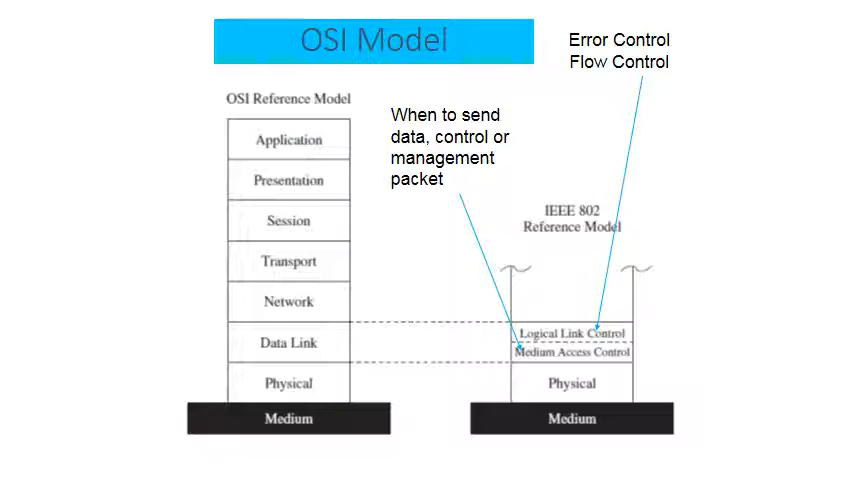 OSI Model
Error Control
Flow Control
OSI Reference Model
When to send
data, control or
management
packet
Application
Presentation
Session
Transport
Network
Data Link
Physical
Medium
IEEE 802
Reference Model
Logical Link Control
Medium Access Control
Physical
Medium